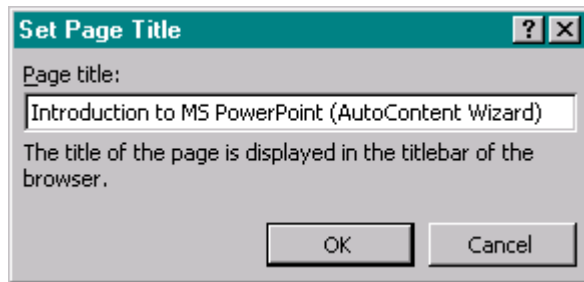 Set Page Title
Page title:
Introduction to MS PowerPoint (AutoContent Wizard)
The title of the page is displayed in the titlebar of the
browser.
OK Cancel